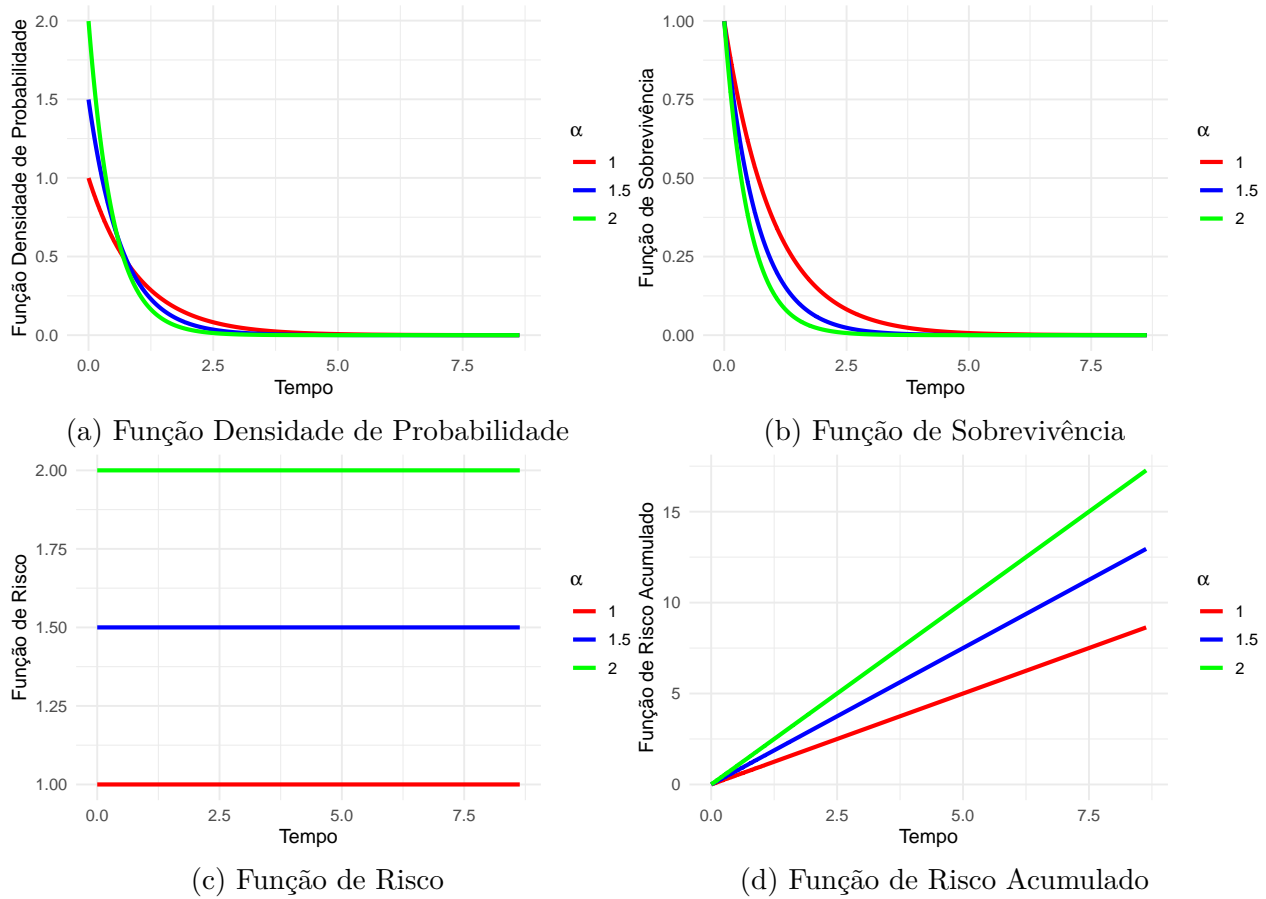 Função Densidade de Probabilidade
2.0
1.5
1.0
0.5
0.0
0.0 2.5 5.0 7.5
Tempo
α
1
1.5
2
(a) Função Densidade de Probabilidade
Função de Sobrevivência
1.00
0.75
0.50
0.25
0.00
0.0 2.5 5.0 7.5
Tempo
α
1
1.5
2
(b) Função de Sobrevivência
Função de Risco
2.00
1.75
1.50
1.25
1.00
0.0 2.5 5.0 7.5
Tempo
α
1
1.5
2
(c) Função de Risco
Função de Risco Acumulado
15
10
5
0
0.0 2.5 5.0 7.5
Tempo
α
1
1.5
2
(d) Função de Risco Acumulado